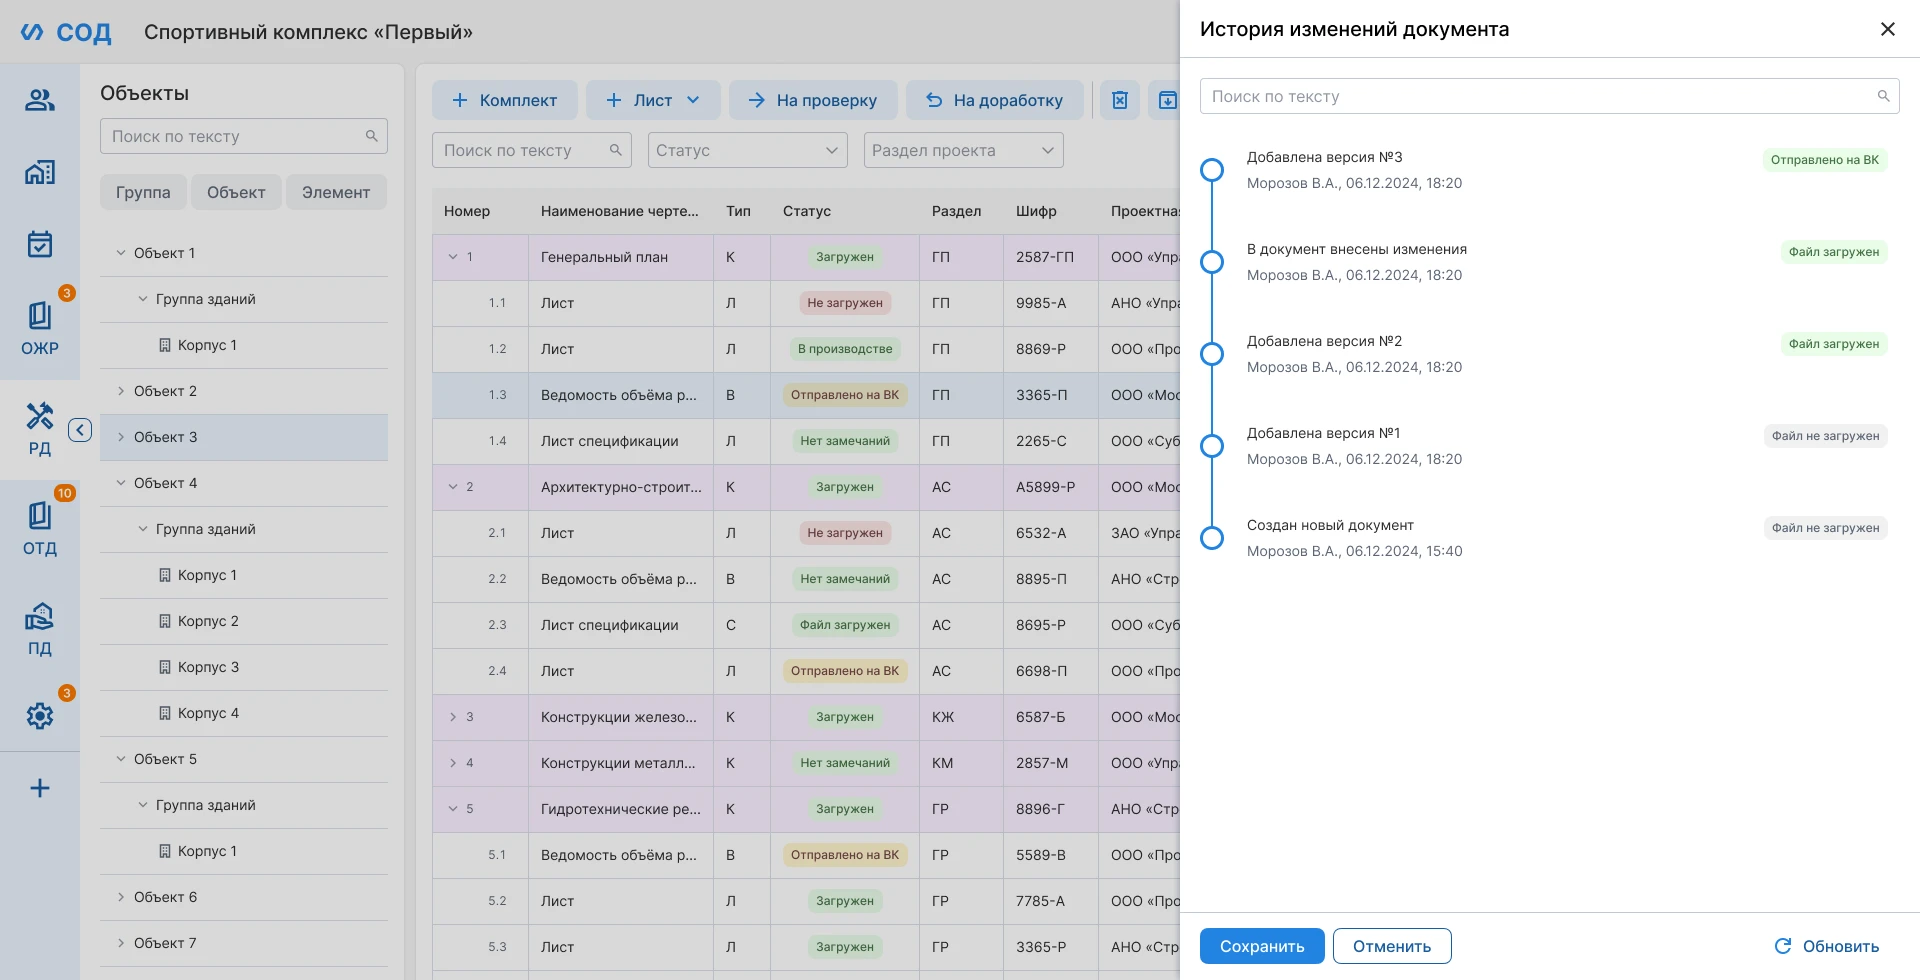 СОД
Спортивный комплекс «Первый»
3
ОЖР
РД
10
ОТД
ПД
3
Объекты
Поиск по тексту
Группа
Объект
Элемент
Объект 1
Группа зданий
Корпус 1
Объект 2
Объект 3
Объект 4
Группа зданий
Корпус 1
Корпус 2
Корпус 3
Корпус 4
Объект 5
Группа зданий
Корпус 1
Объект 6
Объект 7
Комплект
Лист
На проверку
На доработку
Поиск по тексту
Статус
Раздел проекта
Номер Наименование черте... Тип Статус Раздел Шифр Проектна
1 Генеральный план К Загружен ГП 2587-ГП ООО «Упра
1.1 Лист Л Не загружен ГП 9985-А АНО «Упра
1.2 Лист Л В производстве ГП 8869-Р ООО «Про
1.3 Ведомость объёма р... В Отправлено на ВК ГП 3365-П ООО «Мос
1.4 Лист спецификации Л Нет замечаний ГП 2265-С ООО «Суб
2 Архитектурно-строит... К Загружен АС А5899-Р ООО «Мос
2.1 Лист Л Не загружен АС 6532-А ЗАО «Упра
2.2 Ведомость объёма р... В Нет замечаний АС 8895-П АНО «Стр
2.3 Лист спецификации С Файл загружен АС 8695-Р ООО «Суб
2.4 Лист Л Отправлено на ВК АС 6698-П ООО «Про
3 Конструкции железо... К Загружен КЖ 6587-Б ООО «Мос
4 Конструкции металл... К Нет замечаний КМ 2857-М ООО «Упра
5 Гидротехнические ре... К Загружен ГР 8896-Г АНО «Стр
5.1 Ведомость объёма р... В Отправлено на ВК ГР 5589-В ООО «Про
5.2 Лист Л Загружен ГР 7785-А ООО «Про
5.3 Лист Л Загружен ГР 3365-Р АНО «Стр
История изменений документа
Поиск по тексту
Добавлена версия №3
Отправлено на ВК
Морозов В.А., 06.12.2024, 18:20
В документ внесены изменения
Файл загружен
Морозов В.А., 06.12.2024, 18:20
Добавлена версия №2
Файл загружен
Морозов В.А., 06.12.2024, 18:20
Добавлена версия №1
Файл не загружен
Морозов В.А., 06.12.2024, 18:20
Создан новый документ
Файл не загружен
Морозов В.А., 06.12.2024, 15:40
Сохранить
Отменить
Обновить